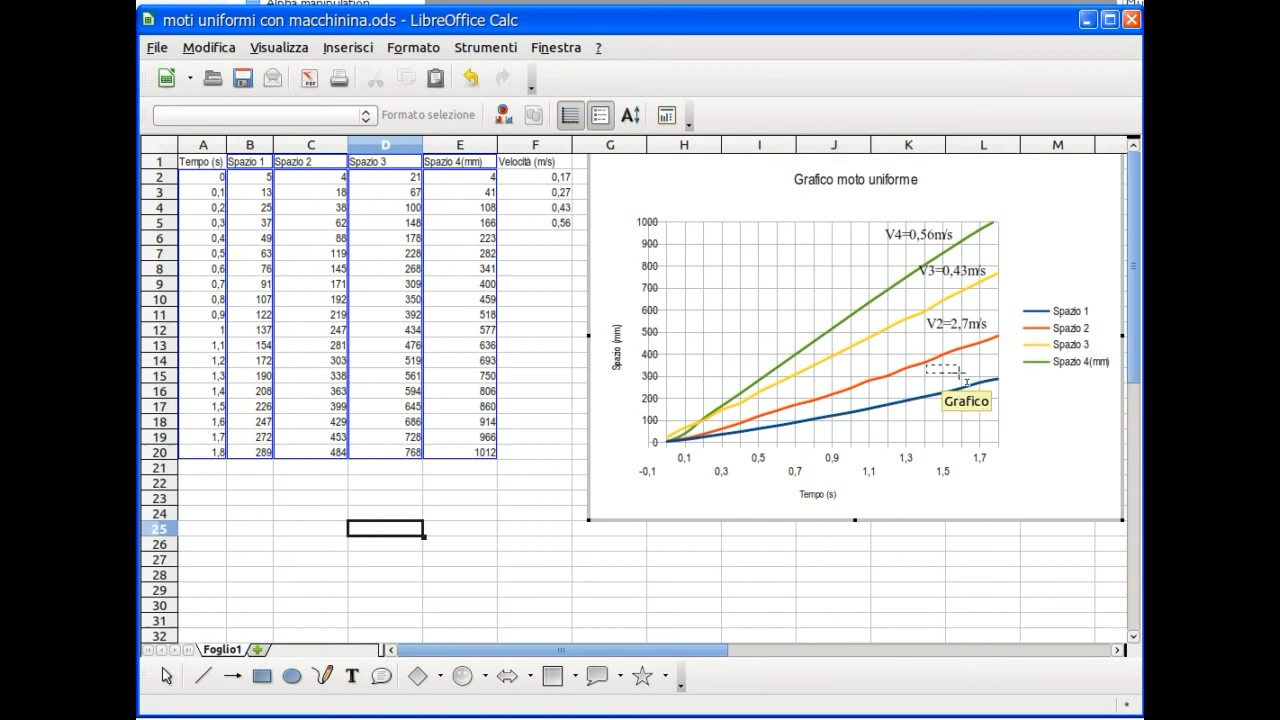 Alpha manipulation
moti uniformi con macchinina.ods - LibreOffice Calc
File Modifica Visualizza Inserisci Formato Strumenti Finestra ?
Formato selezione
A B C D E F G H I J K L M
1 Tempo (s) Spazio 1 Spazio 2 Spazio 3 Spazio 4(mm) Velocità (m/s)
2 0 5 4 21 4 0,17
3 0,1 13 18 67 41 0,27
4 0,2 25 38 100 108 0,43
5 0,3 37 62 148 166 0,56
6 0,4 49 88 178 223
7 0,5 63 119 228 282
8 0,6 76 145 268 341
9 0,7 91 171 309 400
10 0,8 107 192 350 459
11 0,9 122 219 392 518
12 1 137 247 434 577
13 1,1 154 281 476 636
14 1,2 172 303 519 693
15 1,3 190 338 561 750
16 1,4 208 363 594 806
17 1,5 226 399 645 860
18 1,6 247 429 686 914
19 1,7 272 453 728 966
20 1,8 289 484 768 1012
21
22
23
24
25
26
27
28
29
30
31
32
Grafico moto uniforme
1000
900
800
700
600
500
400
300
200
100
0
Spazio (mm)
V4=0,56m/s
V3=0,43m/s
V2=2,7m/s
Grafico
Spazio 1
Spazio 2
Spazio 3
Spazio 4(mm)
0,1 0,5 0,9 1,3 1,7
-0,1 0,3 0,7 1,1 1,5
Tempo (s)
Foglio1